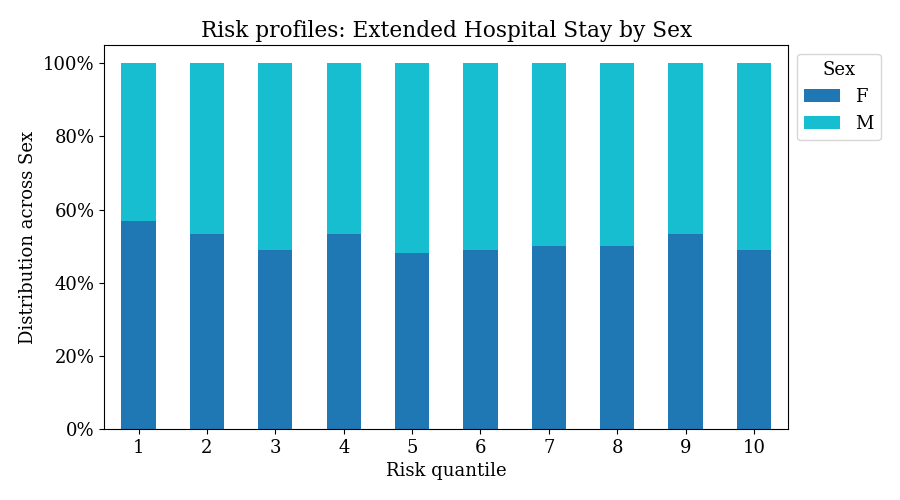 Risk profiles: Extended Hospital Stay by Sex
Distribution across Sex
100%
80%
60%
40%
20%
0%
1 2 3 4 5 6 7 8 9 10
Risk quantile
Sex
F
M